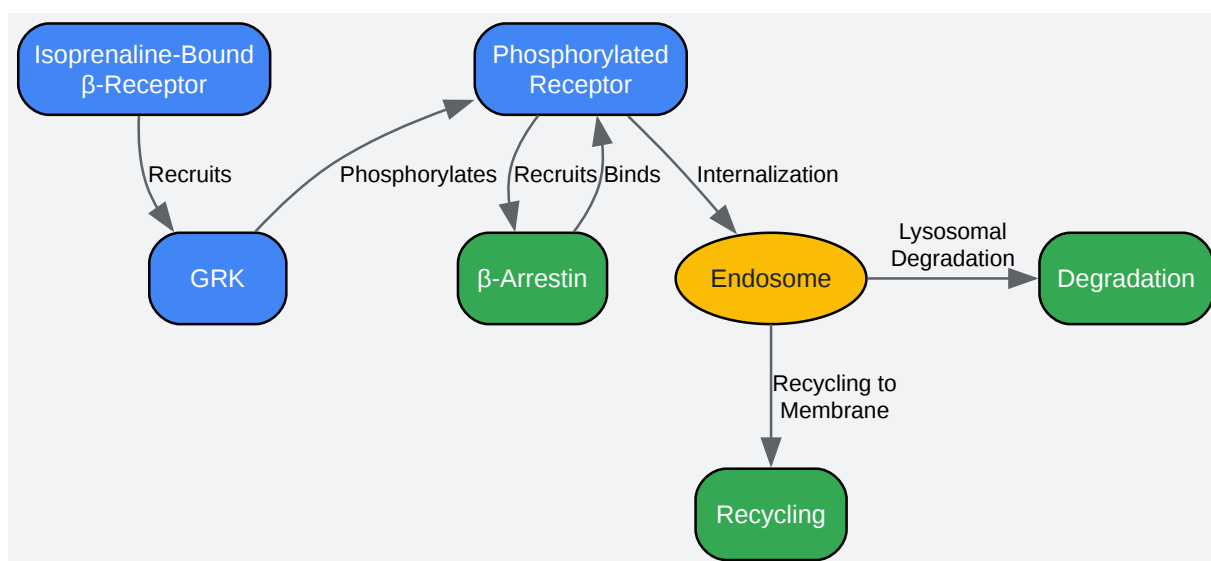 Isoprenaline-Bound
β-Receptor
Phosphorylated
Receptor
Recruits
Phosphorylates
Recruits
Binds
Internalization
GRK
β-Arrestin
Endosome
Lysosomal
Degradation
Degradation
Recycling to
Membrane
Recycling